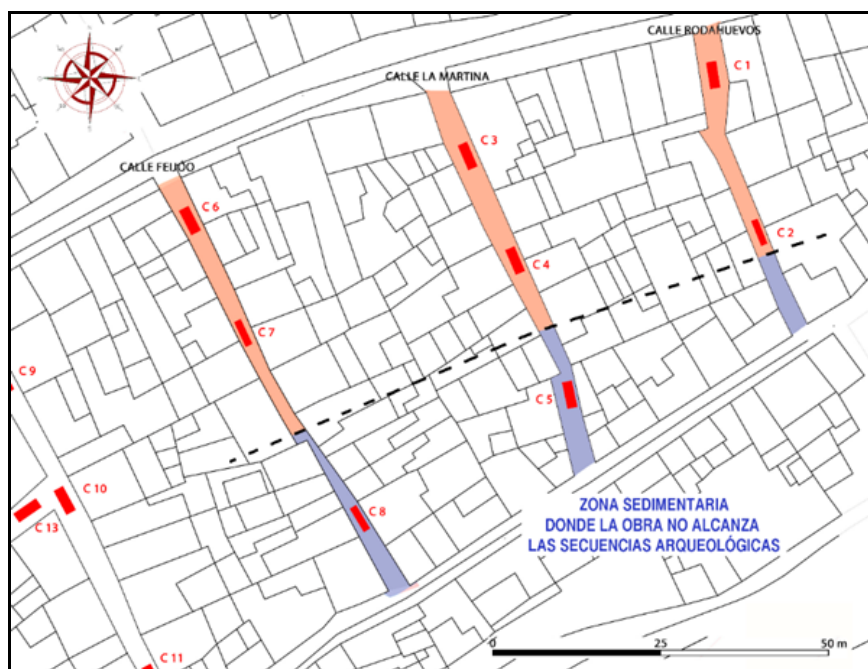 CALLE RODAHUEVOS
C 1
CALLE LA MARTINA
C 3
CALLE FEIJOO
C 6
C 2
C 4
C 7
C 9
C 5
C 10
C 8
C 13
ZONA SEDIMENTARIA
DONDE LA OBRA NO ALCANZA
LAS SECUENCIAS ARQUEOLÓGICAS
C 11
0 25 50 m